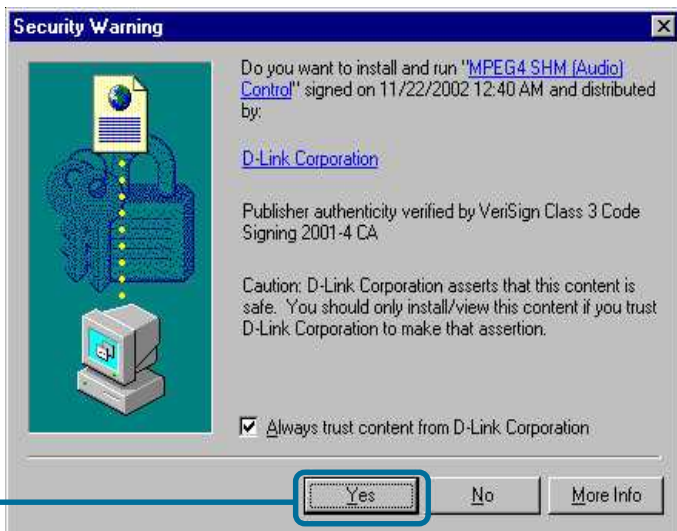 Security Warning
Do you want to install and run "MPEG4 SHM (Audio)
Control" signed on 11/22/2002 12:40 AM and distributed
by:
D-Link Corporation
Publisher authenticity verified by VeriSign Class 3 Code
Signing 2001-4 CA
Caution: D-Link Corporation asserts that this content is
safe. You should only install/view this content if you trust
D-Link Corporation to make that assertion.
Always trust content from D-Link Corporation
Yes No More Info